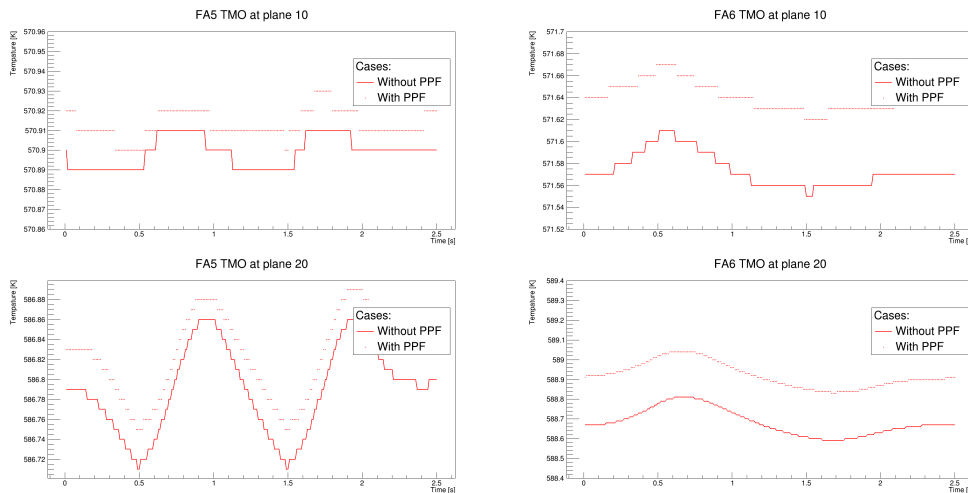 FA5 TMO at plane 10
Tempature [K]
570.96
570.95
570.94
570.93
570.92
570.91
570.9
570.89
570.88
570.87
570.86
Cases:
Without PPF
With PPF
0 0.5 1 1.5 2 2.5
Time [s]
FA6 TMO at plane 10
Tempature [K]
571.7
571.68
571.66
571.64
571.62
571.6
571.58
571.56
571.54
571.52
Cases:
Without PPF
With PPF
0 0.5 1 1.5 2 2.5
Time [s]
FA5 TMO at plane 20
Tempature [K]
586.88
586.86
586.84
586.82
586.8
586.78
586.76
586.74
586.72
Cases:
Without PPF
With PPF
0 0.5 1 1.5 2 2.5
Time [s]
FA6 TMO at plane 20
Tempature [K]
589.4
589.3
589.2
589.1
589
588.9
588.8
588.7
588.6
588.5
588.4
Cases:
Without PPF
With PPF
0 0.5 1 1.5 2 2.5
Time [s]